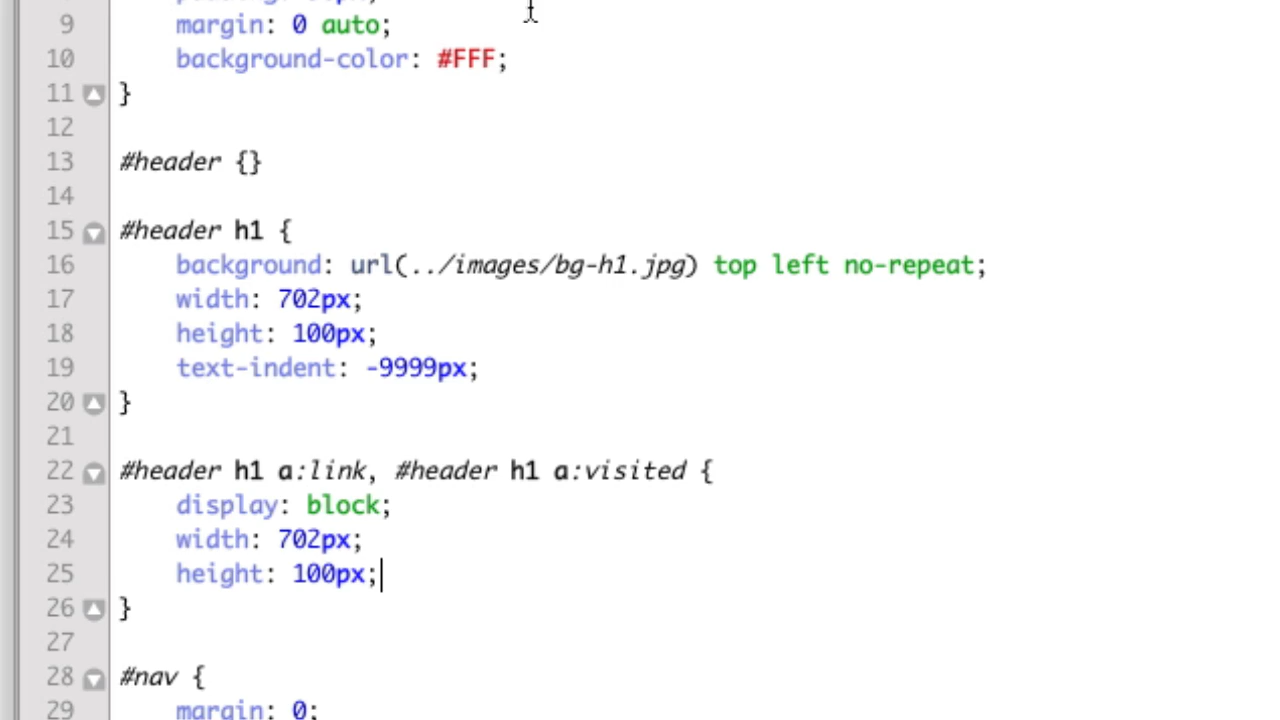 9 margin: 0 auto;
10 background-color: #FFF;
11 }
12
13 #header {}
14
15 #header h1 {
16 background: url(../images/bg-h1.jpg) top left no-repeat;
17 width: 702px;
18 height: 100px;
19 text-indent: -9999px;
20 }
21
22 #header h1 a:link, #header h1 a:visited {
23 display: block;
24 width: 702px;
25 height: 100px;
26 }
27
28 #nav {
29 margin: 0;